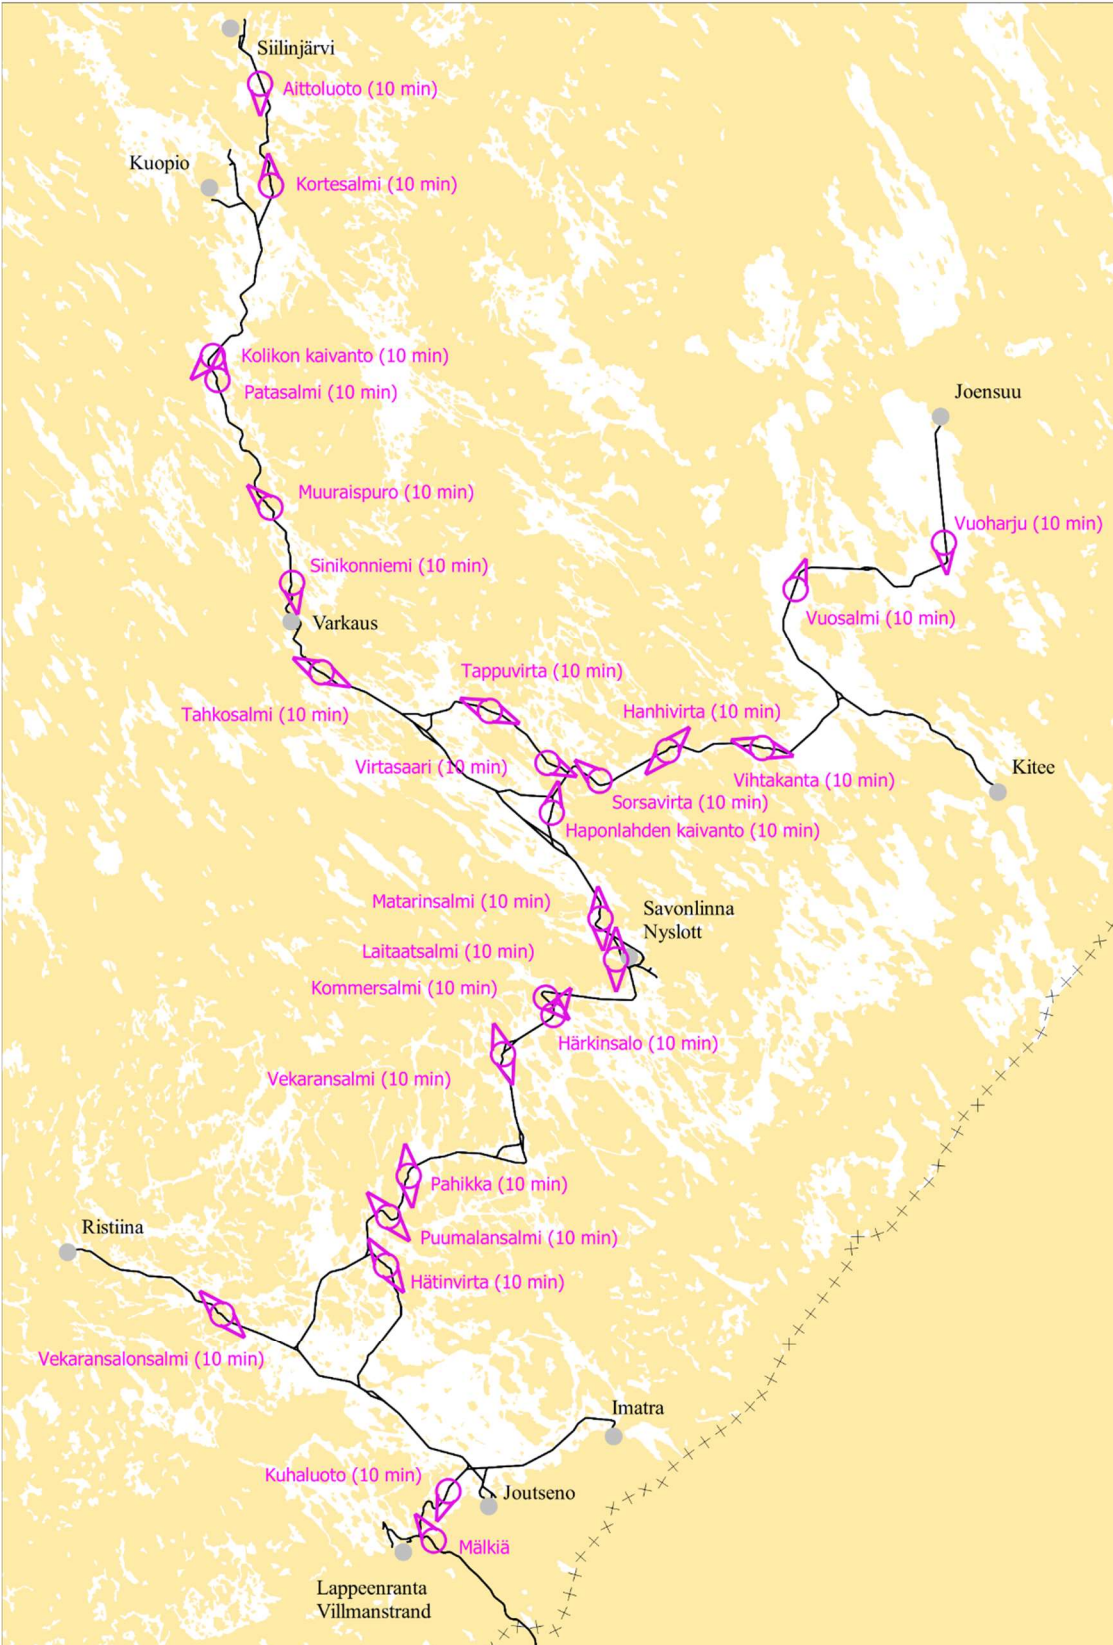 Siilinjärvi
Aittoluoto (10 min)
Kuopio
Kortesalmi (10 min)
Kolikon kaivanto (10 min)
Patasalmi (10 min)
Joensuu
Muuraispuro (10 min)
Vuoharju (10 min)
Sinikonniemi (10 min)
Vuosalmi (10 min)
Varkaus
Tappuvirta (10 min)
Tahkosalmi (10 min)
Hanhivirta (10 min)
Virtasaari (10 min)
Kitee
Vihtakanta (10 min)
Sorsavirta (10 min)
Haponlahden kaivanto (10 min)
Matarinsalmi (10 min)
Savonlinna
Nyslott
Laitaatsalmi (10 min)
Kommersalmi (10 min)
Härkinsalo (10 min)
Vekaransalmi (10 min)
Pahikka (10 min)
Ristiina
Puumalansalmi (10 min)
Hätinvirta (10 min)
Vekaransalonsalmi (10 min)
Imatra
Kuhaluoto (10 min)
Joutseno
Mälkiä
Lappeenranta
Villmanstrand